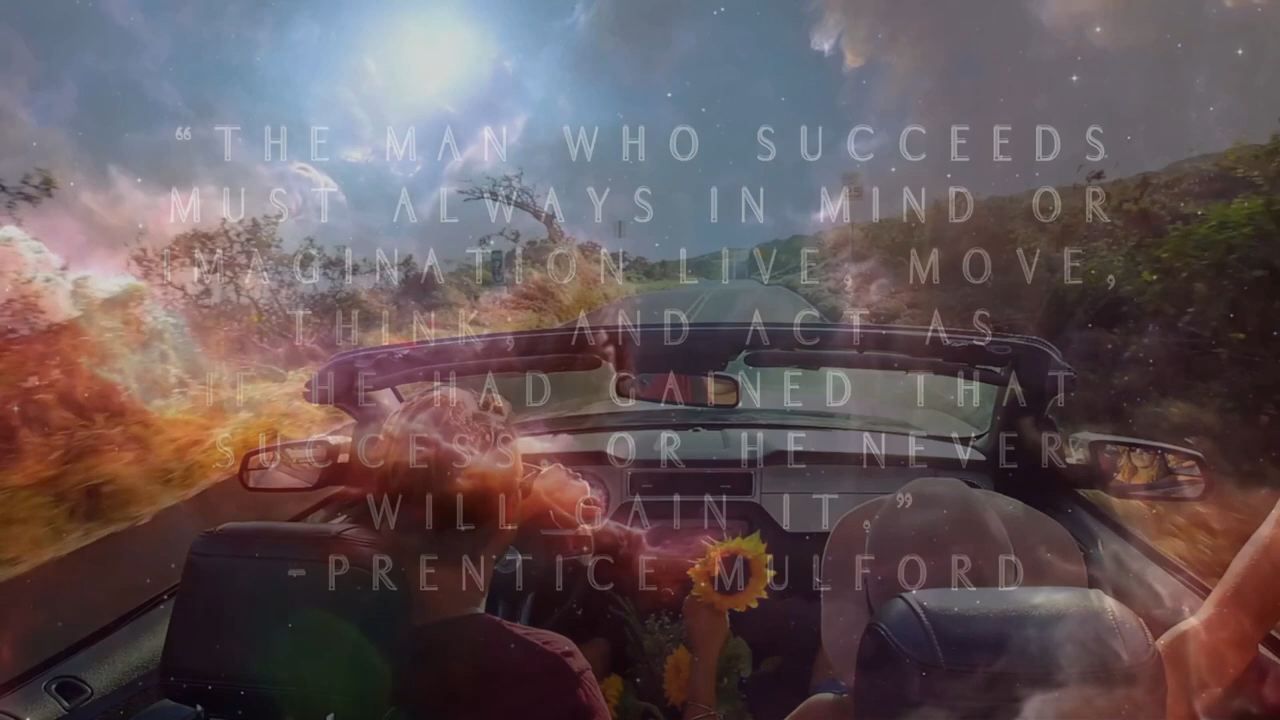 “THE MAN WHO SUCCEEDS
MUST ALWAYS IN MIND OR
IMAGINATION LIVE, MOVE,
THINK, AND ACT AS
IF HE HAD GAINED THAT
SUCCESS, OR HE NEVER
WILL GAIN IT.”
PRENTICE MULFORD